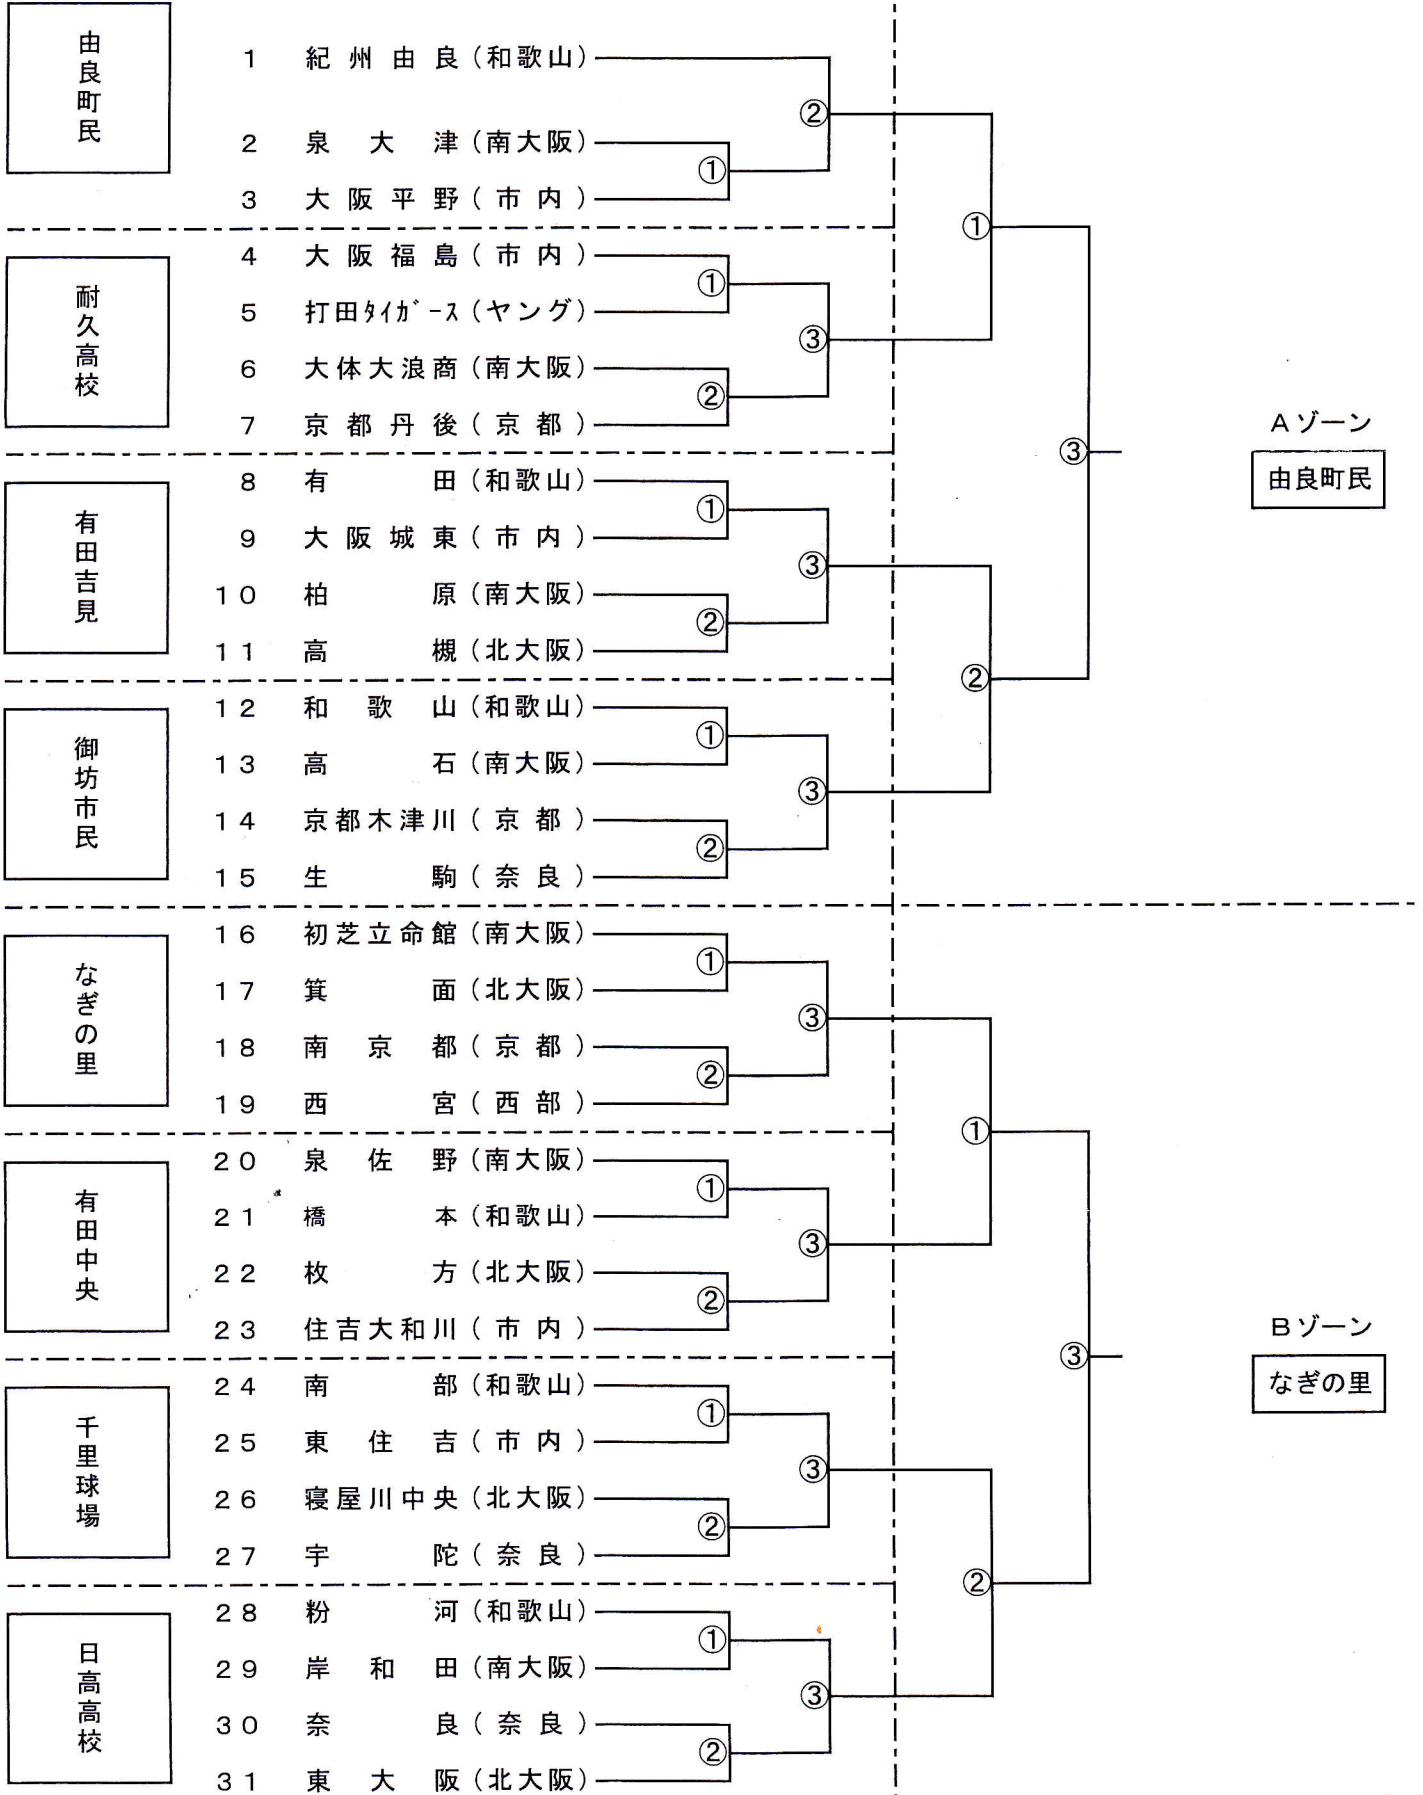 由良町民
1 紀州由良(和歌山)
②
2 泉大津(南大阪)
①
3 大阪平野(市内)
①
耐久高校
4 大阪福島(市内)
①
5 打田ﾀｲｶﾞｰｽ(ヤング)
③
6 大体大浪商(南大阪)
②
7 京都丹後(京都)
Aゾーン
③
由良町民
有田吉見
8 有田(和歌山)
①
9 大阪城東(市内)
③
10 柏原(南大阪)
②
11 高槻(北大阪)
②
御坊市民
12 和歌山(和歌山)
①
13 高石(南大阪)
③
14 京都木津川(京都)
②
15 生駒(奈良)
なぎの里
16 初芝立命館(南大阪)
①
17 箕面(北大阪)
③
18 南京都(京都)
②
19 西宮(西部)
①
有田中央
20 泉佐野(南大阪)
①
21 橋本(和歌山)
③
22 枚方(北大阪)
②
23 住吉大和川(市内)
Bゾーン
③
なぎの里
千里球場
24 南部(和歌山)
①
25 東住吉(市内)
③
26 寝屋川中央(北大阪)
②
27 宇陀(奈良)
②
日高高校
28 粉河(和歌山)
①
29 岸和田(南大阪)
③
30 奈良(奈良)
②
31 東大阪(北大阪)